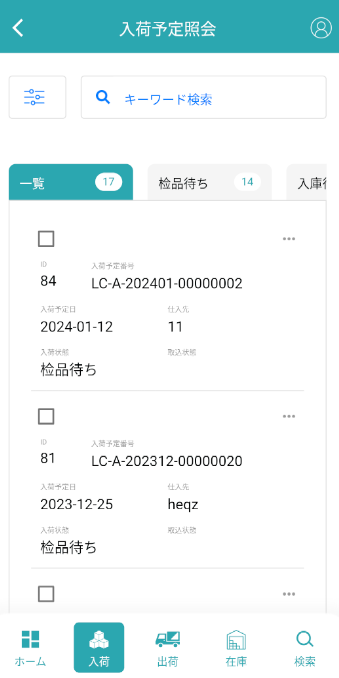 入荷予定照会
キーワード検索
一覧 17 検品待ち 14 入庫
ID 入荷予定番号
84 LC-A-202401-00000002
入荷予定日 仕入先
2024-01-12 11
入荷状態 取込状態
検品待ち
ID 入荷予定番号
81 LC-A-202312-00000020
入荷予定日 仕入先
2023-12-25 heqz
入荷状態 取込状態
検品待ち
ホーム 入荷 出荷 在庫 検索